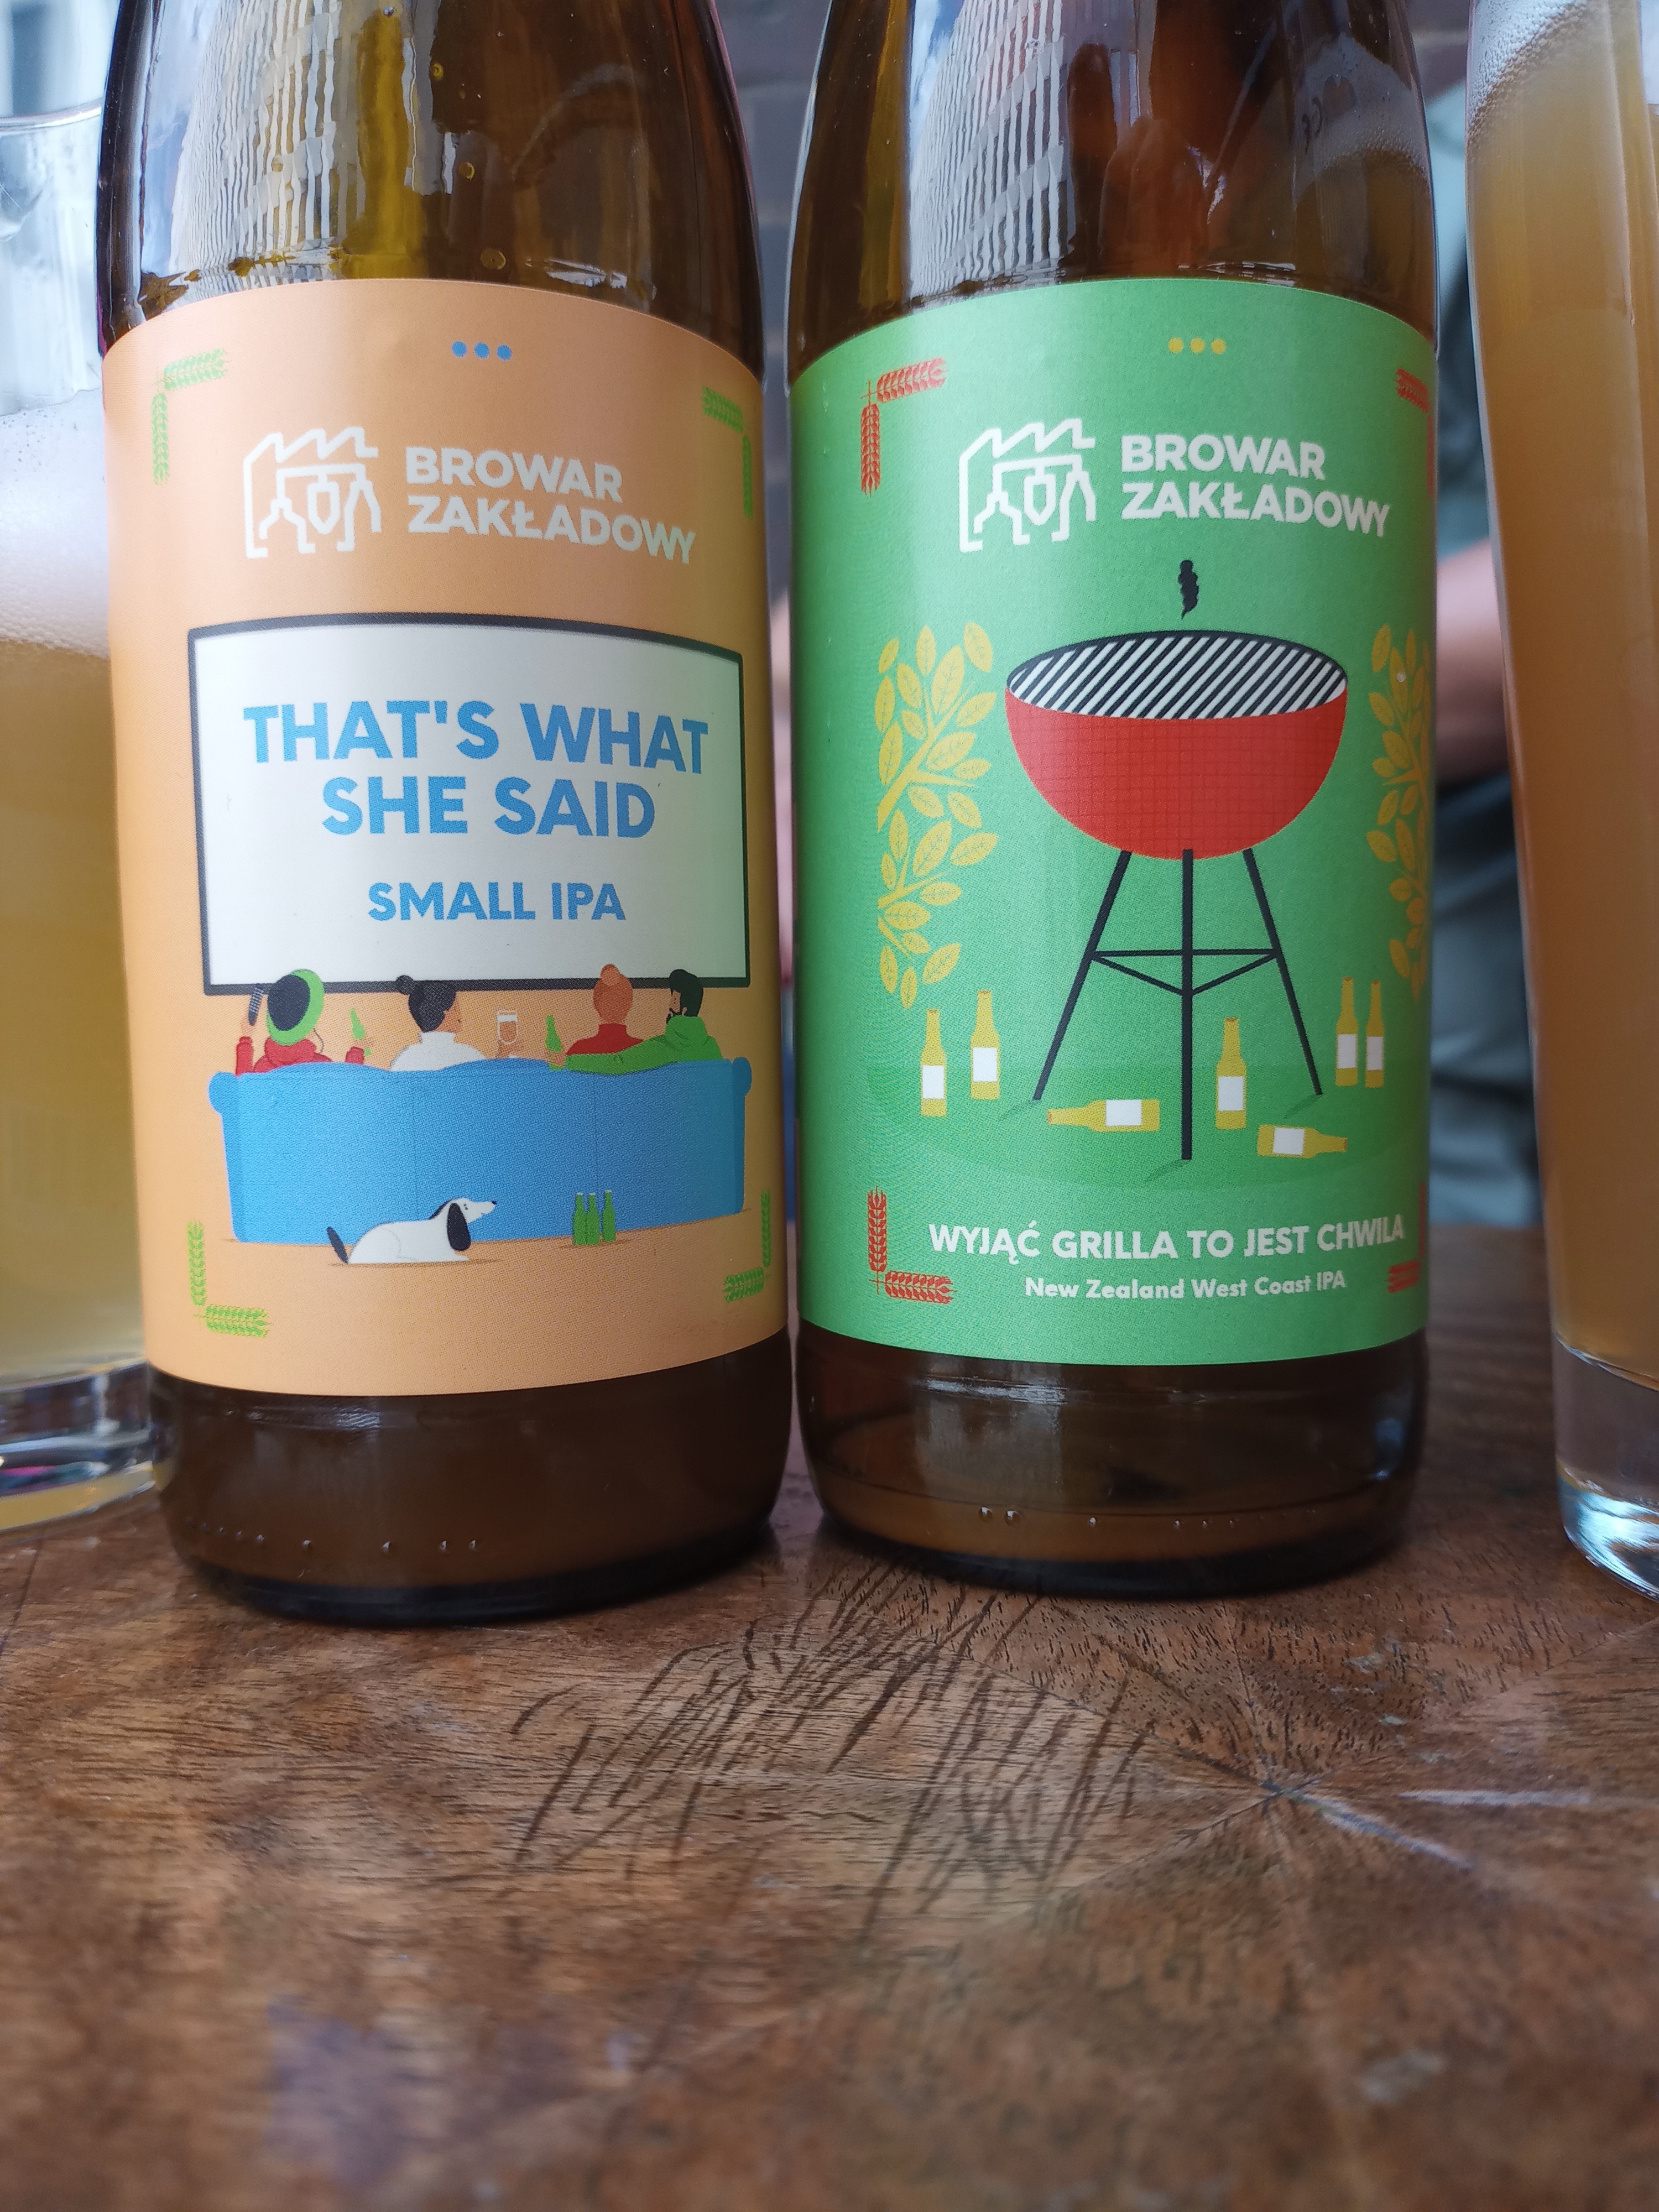 BROWAR
ZAKŁADOWY
THAT'S WHAT
SHE SAID
SMALL IPA
BROWAR
ZAKŁADOWY
WYJĄĆ GRILLA TO JEST CHWILA
New Zealand West Coast IPA